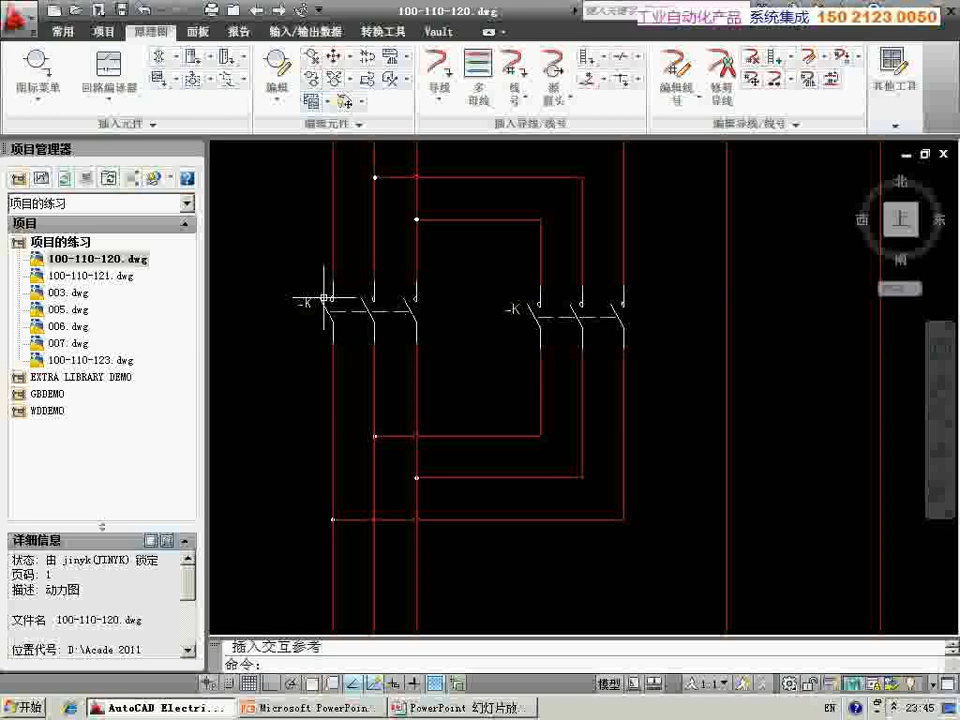 100-110-120.dwg
键入关键字
工业自动化产品 系统集成 150 2123 0050
常用 项目 原理图 面板 报告 输入/输出数据 转换工具 Vault
图标菜单 回路编译器 编辑 导线 多母线 线号 源箭头 编辑线号 修剪导线 其他工具
插入元件 编辑元件 插入导线/线号 编辑导线/线号
项目管理器
北
西 上 东
南
项目的练习
项目
项目的练习
100-110-120.dwg
100-110-121.dwg
003.dwg
005.dwg
006.dwg
007.dwg
100-110-123.dwg
EXTRA LIBRARY DEMO
GBDEMO
WDDEMO
-K
-K
详细信息
状态: 由 jinyk(JINYK) 锁定
页码: 1
描述: 动力图
文件名 100-110-120.dwg
位置代号: D:\Acade 2011
插入交互参考
命令:
模型
1:1
开始 AutoCAD Electri... Microsoft PowerPoin... PowerPoint 幻灯片放... EN 23:45